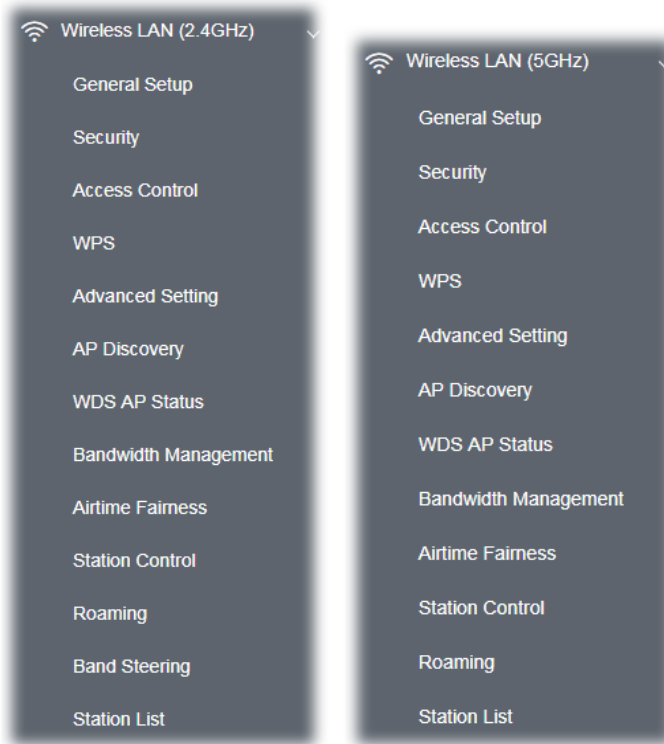 Wireless LAN (2.4GHz)
General Setup
Security
Access Control
WPS
Advanced Setting
AP Discovery
WDS AP Status
Bandwidth Management
Airtime Fairness
Station Control
Roaming
Band Steering
Station List
Wireless LAN (5GHz)
General Setup
Security
Access Control
WPS
Advanced Setting
AP Discovery
WDS AP Status
Bandwidth Management
Airtime Fairness
Station Control
Roaming
Station List